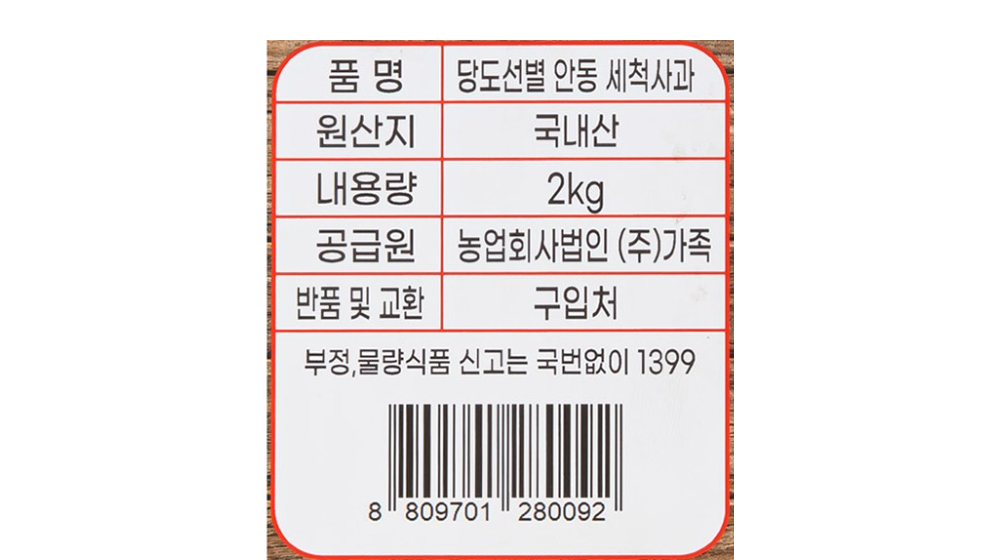 품 명 당도선별 안동 세척사과
원산지 국내산
내용량 2kg
공급원 농업회사법인 (주)가족
반품 및 교환 구입처
부정,물량식품 신고는 국번없이 1399
8 809701 280092